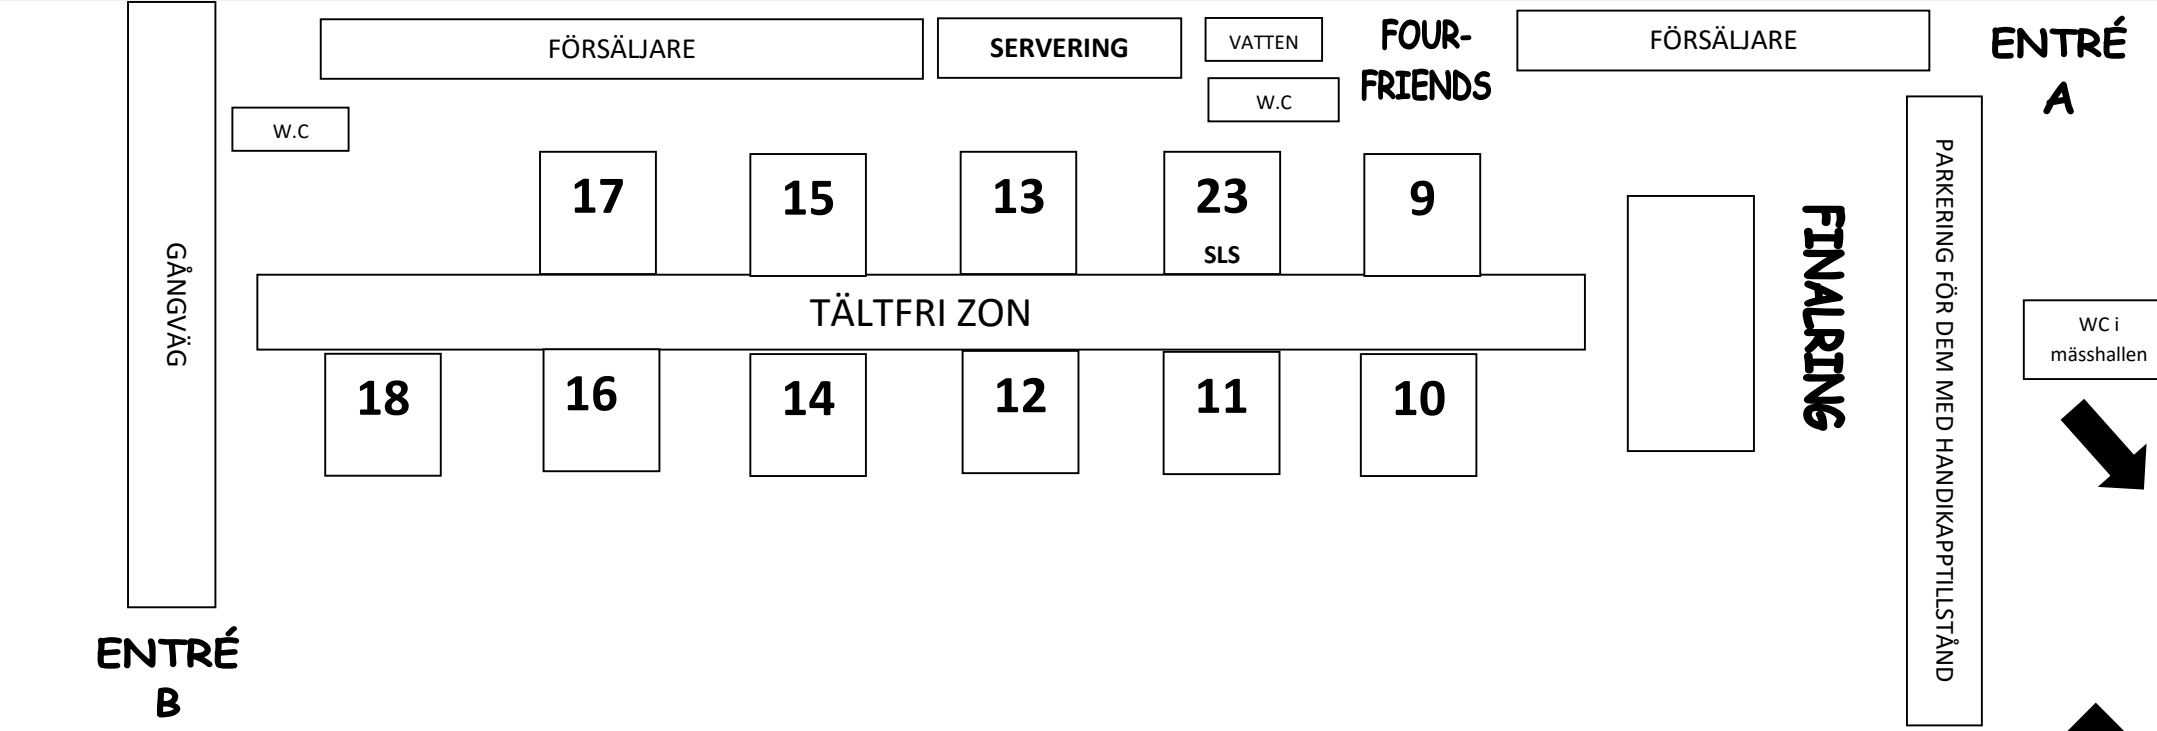 FÖRSÄLJARE
SERVERING
VATTEN
FOUR-
FRIENDS
FÖRSÄLJARE
ENTRÉ
A
W.C
W.C
17
15
13
23
SLS
9
GÅNGVÄG
TÄLTFRI ZON
FINALRING
PARKERING FÖR DEM MED HANDIKAPPTILLSTÅND
WC i
mässhallen
18
16
14
12
11
10
ENTRÉ
B